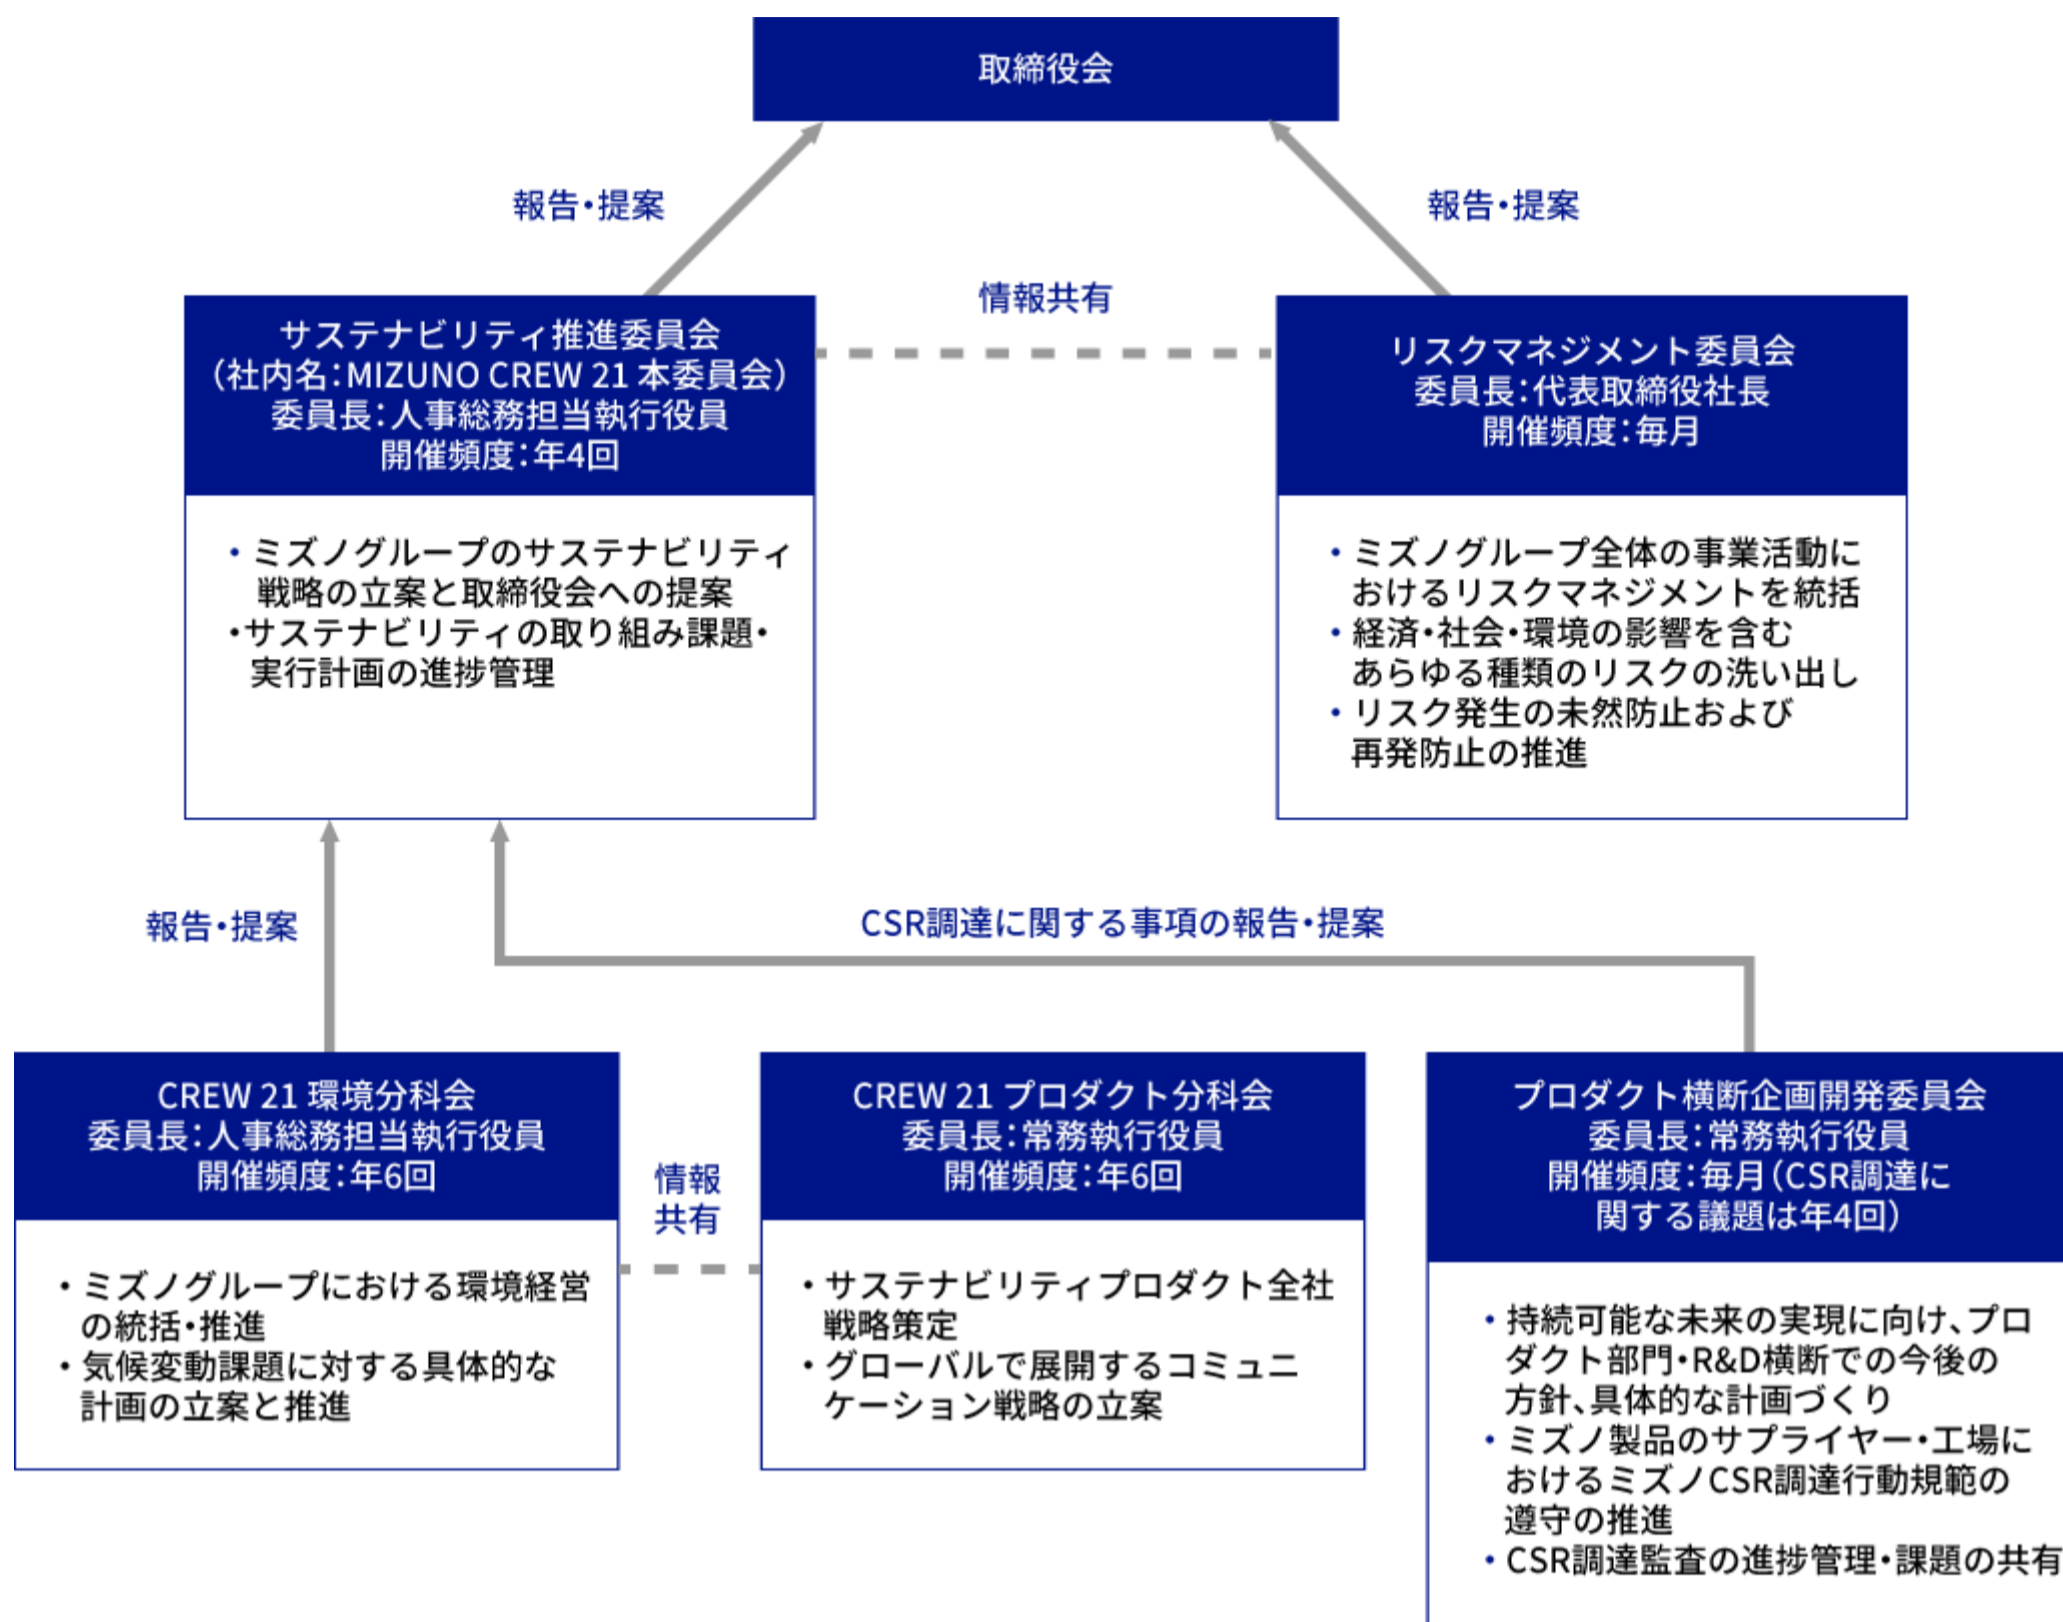 取締役会
報告・提案
報告・提案
情報共有
サステナビリティ推進委員会
（社内名：MIZUNO CREW 21 本委員会）
委員長：人事総務担当執行役員
開催頻度：年4回
・ミズノグループのサステナビリティ
戦略の立案と取締役会への提案
・サステナビリティの取り組み課題・
実行計画の進捗管理
リスクマネジメント委員会
委員長：代表取締役社長
開催頻度：毎月
・ミズノグループ全体の事業活動に
おけるリスクマネジメントを統括
・経済・社会・環境の影響を含む
あらゆる種類のリスクの洗い出し
・リスク発生の未然防止および
再発防止の推進
報告・提案
CSR調達に関する事項の報告・提案
CREW 21 環境分科会
委員長：人事総務担当執行役員
開催頻度：年6回
・ミズノグループにおける環境経営
の統括・推進
・気候変動課題に対する具体的な
計画の立案と推進
情報
共有
CREW 21 プロダクト分科会
委員長：常務執行役員
開催頻度：年6回
・サステナビリティプロダクト全社
戦略策定
・グローバルで展開するコミュニ
ケーション戦略の立案
プロダクト横断企画開発委員会
委員長：常務執行役員
開催頻度：毎月（CSR調達に
関する議題は年4回）
・持続可能な未来の実現に向け、プロ
ダクト部門・R&D横断での今後の
方針、具体的な計画づくり
・ミズノ製品のサプライヤー・工場に
おけるミズノCSR調達行動規範の
遵守の推進
・CSR調達監査の進捗管理・課題の共有